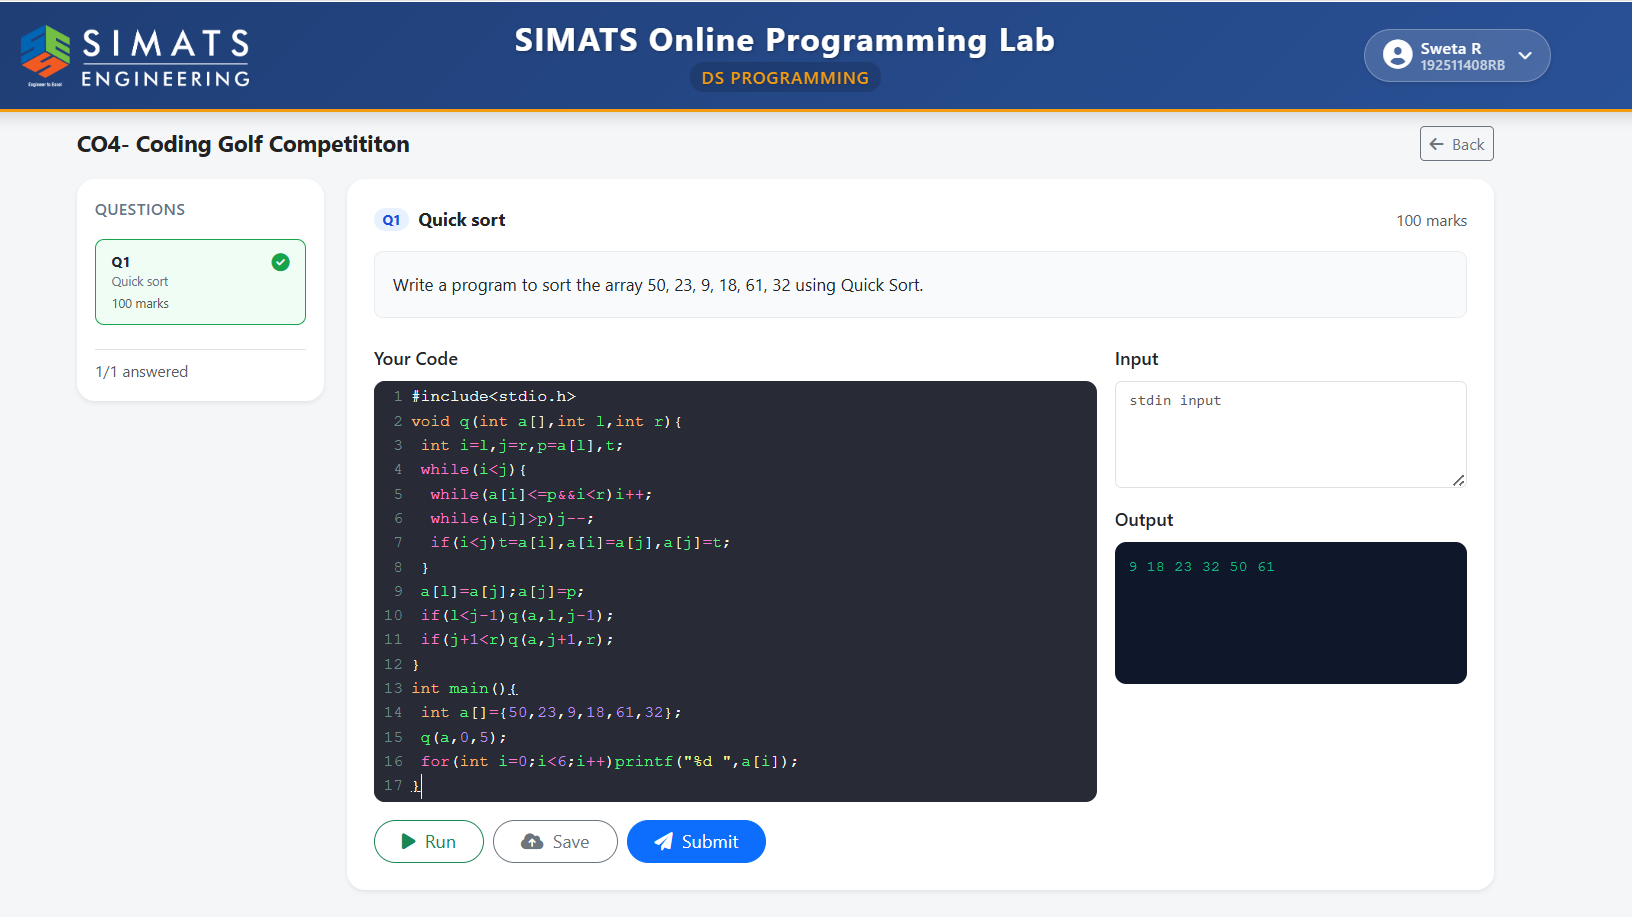 SIMATS
ENGINEERING
Engineer to Excel
SIMATS Online Programming Lab
DS PROGRAMMING
Sweta R
192511408RB
CO4- Coding Golf Competititon
Back
QUESTIONS
Q1
Quick sort
100 marks
1/1 answered
Q1 Quick sort
100 marks
Write a program to sort the array 50, 23, 9, 18, 61, 32 using Quick Sort.
Your Code
1 #include<stdio.h>
2 void q(int a[],int l,int r){
3 int i=l,j=r,p=a[l],t;
4 while(i<j){
5 while(a[i]<=p&&i<r)i++;
6 while(a[j]>p)j--;
7 if(i<j)t=a[i],a[i]=a[j],a[j]=t;
8 }
9 a[l]=a[j];a[j]=p;
10 if(l<j-1)q(a,l,j-1);
11 if(j+1<r)q(a,j+1,r);
12 }
13 int main(){
14 int a[]={50,23,9,18,61,32};
15 q(a,0,5);
16 for(int i=0;i<6;i++)printf("%d ",a[i]);
17 }
Input
stdin input
Output
9 18 23 32 50 61
Run
Save
Submit